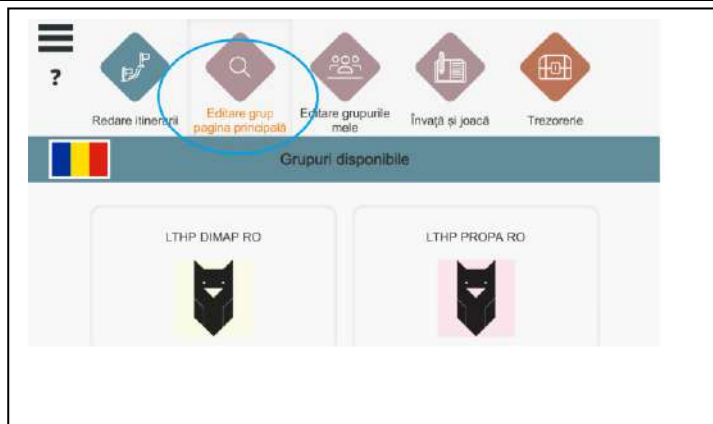 ?
Redare itinerarii
Editare grup
pagina principală
Editare grupurile
mele
Învață și joacă
Trezorerie
Grupuri disponibile
LTHP DIMAP RO
LTHP PROPA RO